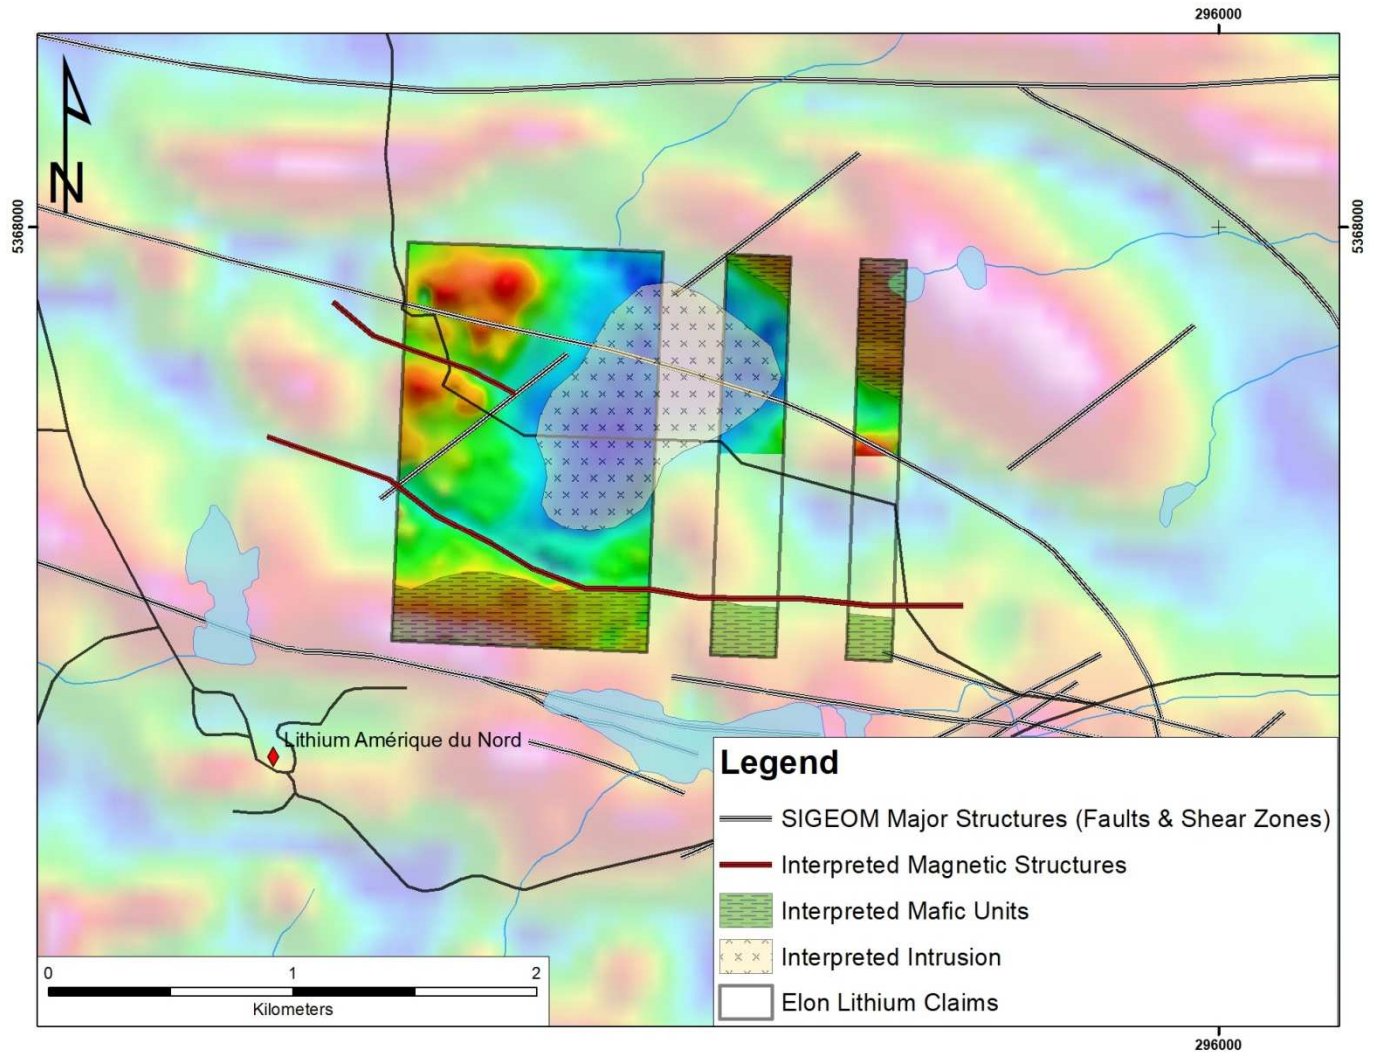 296000
N
5368000
5368000
Lithium Amérique du Nord
Legend
SIGEOM Major Structures (Faults & Shear Zones)
Interpreted Magnetic Structures
Interpreted Mafic Units
Interpreted Intrusion
Elon Lithium Claims
0 1 2
Kilometers
296000